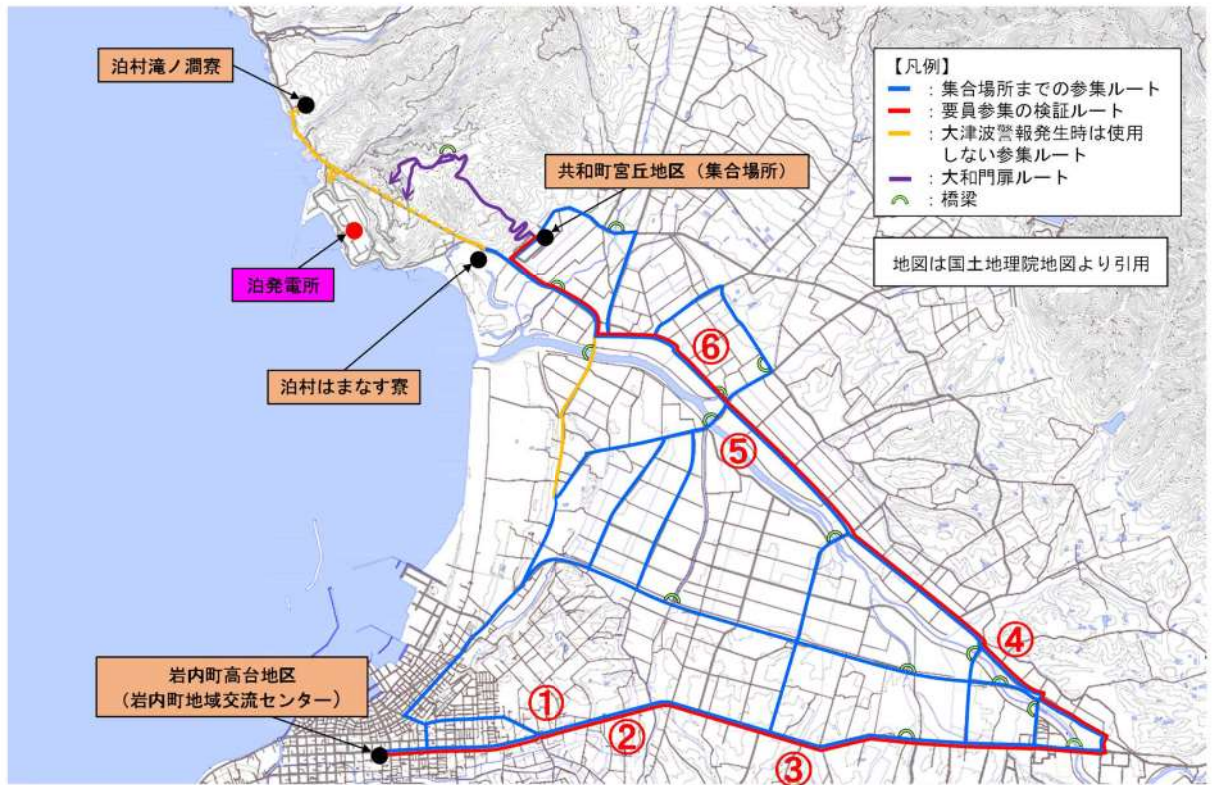 泊村滝ノ澗寮
【凡例】
：集合場所までの参集ルート
：要員参集の検証ルート
：大津波警報発生時は使用
しない参集ルート
：大和門扉ルート
：橋梁
共和町宮丘地区（集合場所）
地図は国土地理院地図より引用
泊発電所
泊村はまなす寮
⑥
⑤
④
岩内町高台地区
（岩内町地域交流センター）
①
②
③